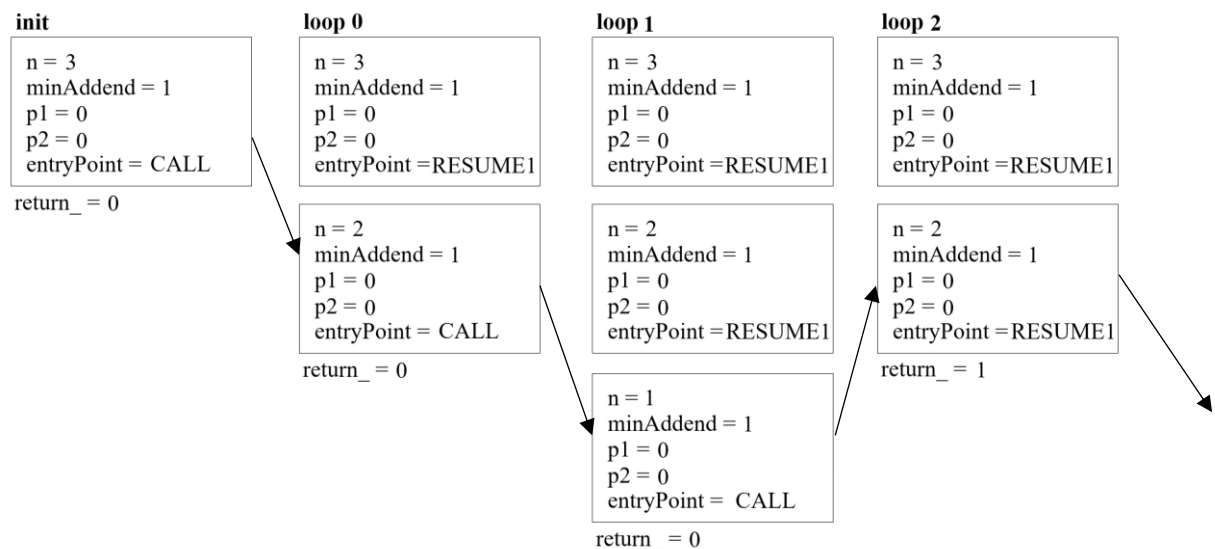 init
n = 3
minAddend = 1
p1 = 0
p2 = 0
entryPoint = CALL
return_ = 0
loop 0
n = 3
minAddend = 1
p1 = 0
p2 = 0
entryPoint =RESUME1
n = 2
minAddend = 1
p1 = 0
p2 = 0
entryPoint = CALL
return_ = 0
loop 1
n = 3
minAddend = 1
p1 = 0
p2 = 0
entryPoint =RESUME1
n = 2
minAddend = 1
p1 = 0
p2 = 0
entryPoint =RESUME1
n = 1
minAddend = 1
p1 = 0
p2 = 0
entryPoint = CALL
return_ = 0
loop 2
n = 3
minAddend = 1
p1 = 0
p2 = 0
entryPoint =RESUME1
n = 2
minAddend = 1
p1 = 0
p2 = 0
entryPoint =RESUME1
return_ = 1